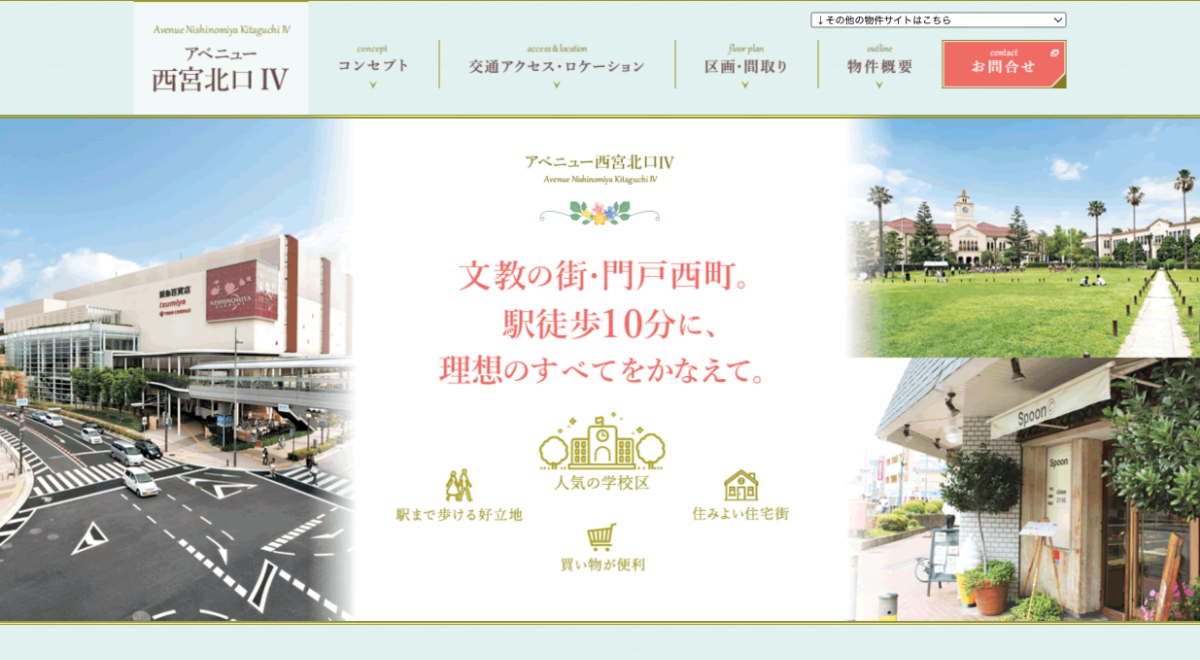 ↓その他の物件サイトはこちら
Avenue Nishinomiya Kitaguchi IV
アベニュー
西宮北口 IV
concept
コンセプト
access & location
交通アクセス・ロケーション
floor plan
区画・間取り
outline
物件概要
contact
お問合せ
アベニュー西宮北口IV
Avenue Nishinomiya Kitaguchi IV
文教の街・門戸西町。
駅徒歩10分に、
理想のすべてをかなえて。
人気の学校区
駅まで歩ける好立地
住みよい住宅街
買い物が便利
阪急百貨店
izumiya
NISHINOMIYA
Spoon
Spoon